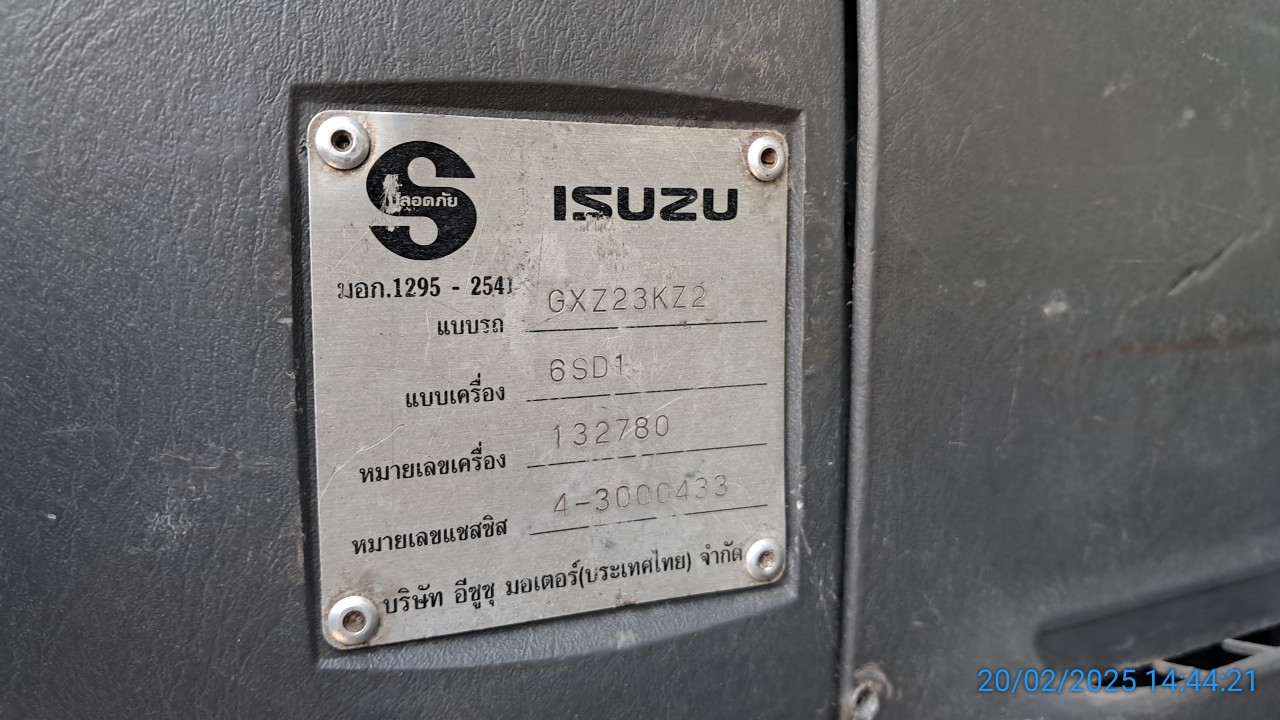 ปลอดภัย
ISUZU
มอก.1295 - 2541
แบบรถ GXZ23KZ2
แบบเครื่อง 6SD1
หมายเลขเครื่อง 132780
หมายเลขแชสซิส 4-3000433
บริษัท อีซูซุ มอเตอร์(ประเทศไทย) จำกัด
20/02/2025 14:44:21